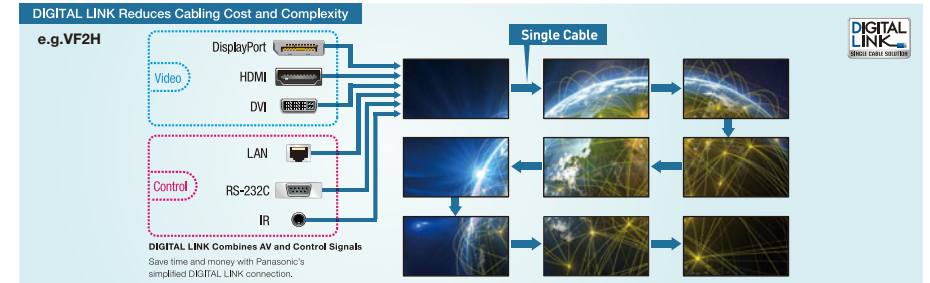 DIGITAL LINK Reduces Cabling Cost and Complexity
e.g.VF2H
DisplayPort
HDMI
DVI
Video
LAN
RS-232C
IR
Control
Single Cable
DIGITAL
LINK
SINGLE CABLE SOLUTION
DIGITAL LINK Combines AV and Control Signals
Save time and money with Panasonic's
simplified DIGITAL LINK connection.